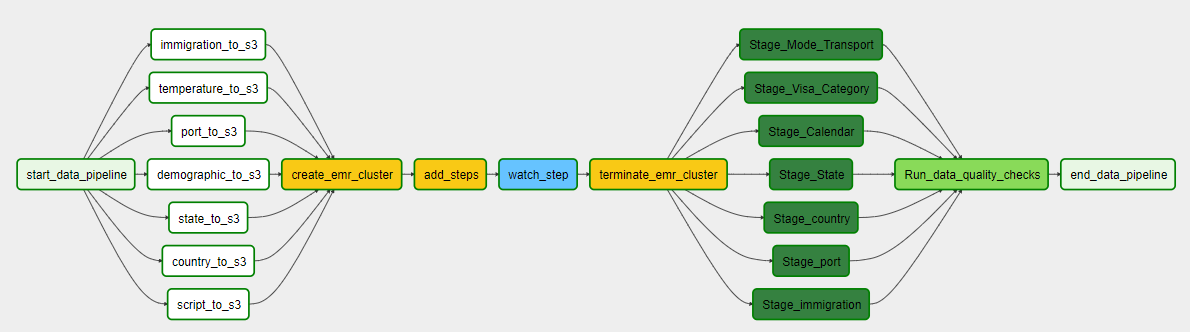 start_data_pipeline
immigration_to_s3
temperature_to_s3
port_to_s3
demographic_to_s3
state_to_s3
country_to_s3
script_to_s3
create_emr_cluster
add_steps
watch_step
terminate_emr_cluster
Stage_Mode_Transport
Stage_Visa_Category
Stage_Calendar
Stage_State
Stage_country
Stage_port
Stage_immigration
Run_data_quality_checks
end_data_pipeline